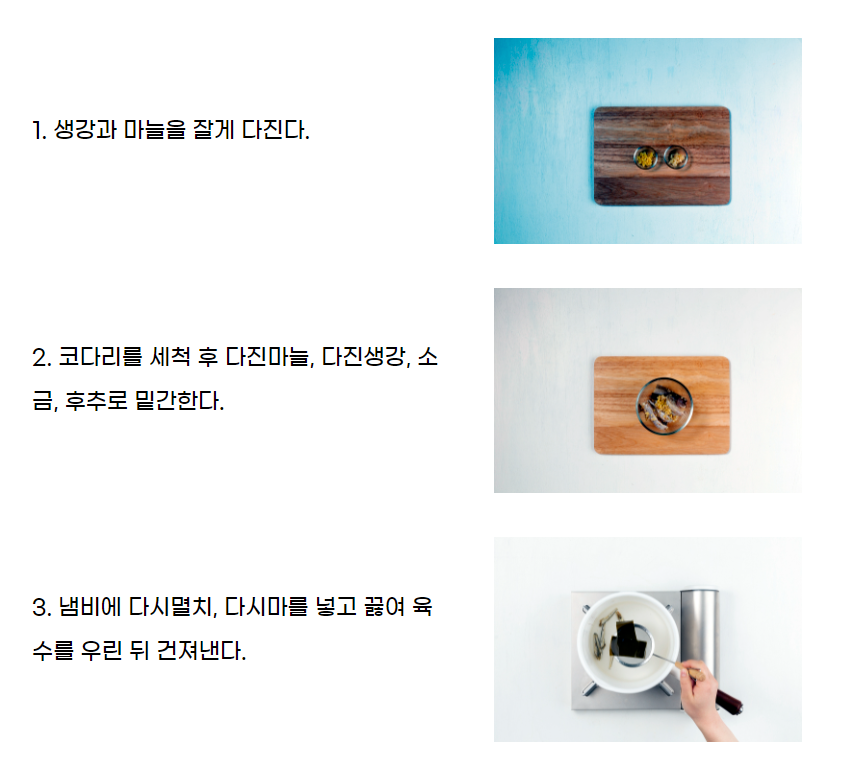 1. 생강과 마늘을 잘게 다진다.
2. 코다리를 세척 후 다진마늘, 다진생강, 소
금, 후추로 밑간한다.
3. 냄비에 다시멸치, 다시마를 넣고 끓여 육
수를 우린 뒤 건져낸다.